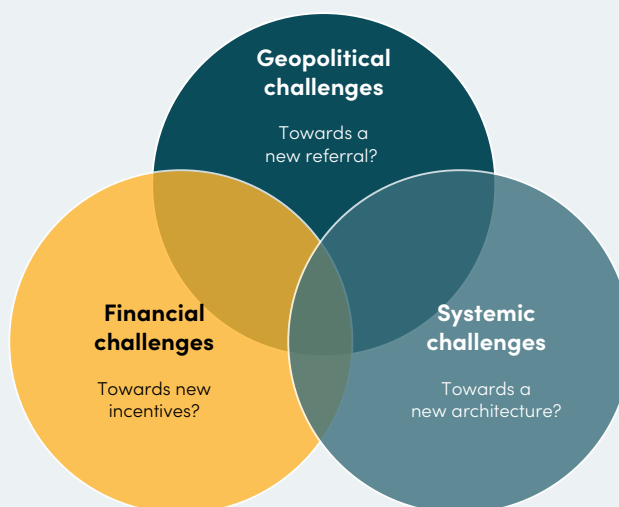 Geopolitical
challenges
Towards a
new referral?
Financial
challenges
Towards new
incentives?
Systemic
challenges
Towards a
new architecture?